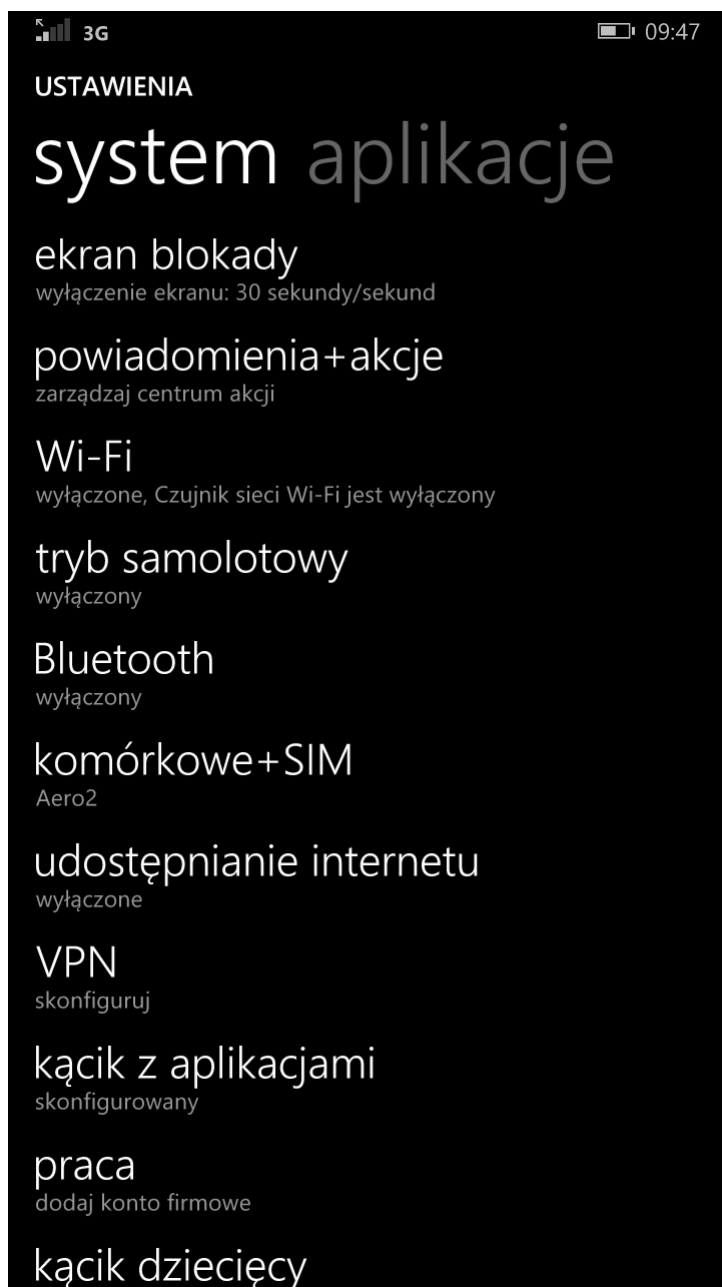 3G 09:47
USTAWIENIA
system aplikacje
ekran blokady
wyłączenie ekranu: 30 sekundy/sekund
powiadomienia+akcje
zarządzaj centrum akcji
Wi-Fi
wyłączone, Czujnik sieci Wi-Fi jest wyłączony
tryb samolotowy
wyłączony
Bluetooth
wyłączony
komórkowe+SIM
Aero2
udostępnianie internetu
wyłączone
VPN
skonfiguruj
kącik z aplikacjami
skonfigurowany
praca
dodaj konto firmowe
kącik dziecięcy